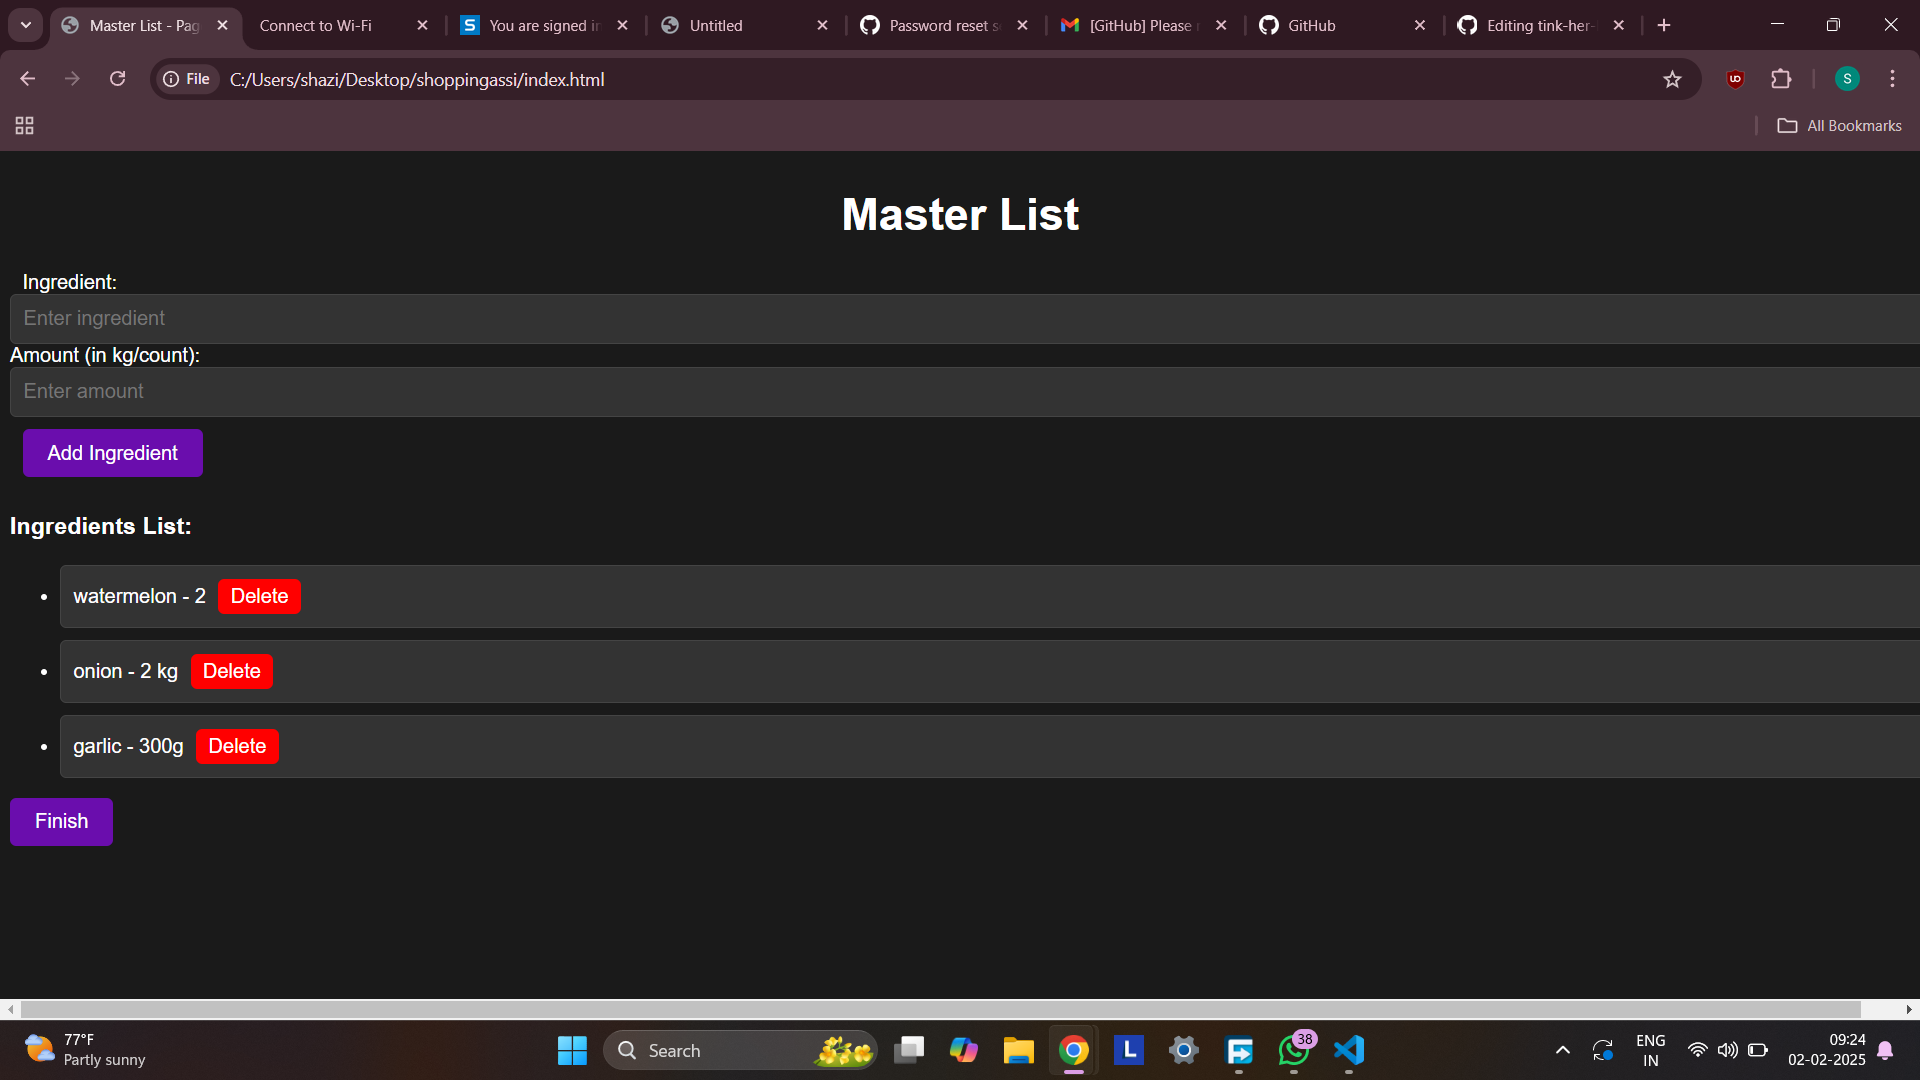 Master List - Pag
Connect to Wi-Fi
S You are signed in
Untitled
Password reset s
[GitHub] Please r
GitHub
Editing tink-her-
File C:/Users/shazi/Desktop/shoppingassi/index.html
S
All Bookmarks
Master List
Ingredient:
Enter ingredient
Amount (in kg/count):
Enter amount
Add Ingredient
Ingredients List:
• watermelon - 2 Delete
• onion - 2 kg Delete
• garlic - 300g Delete
Finish
77°F
Partly sunny
Search
L
38
ENG
IN
09:24
02-02-2025